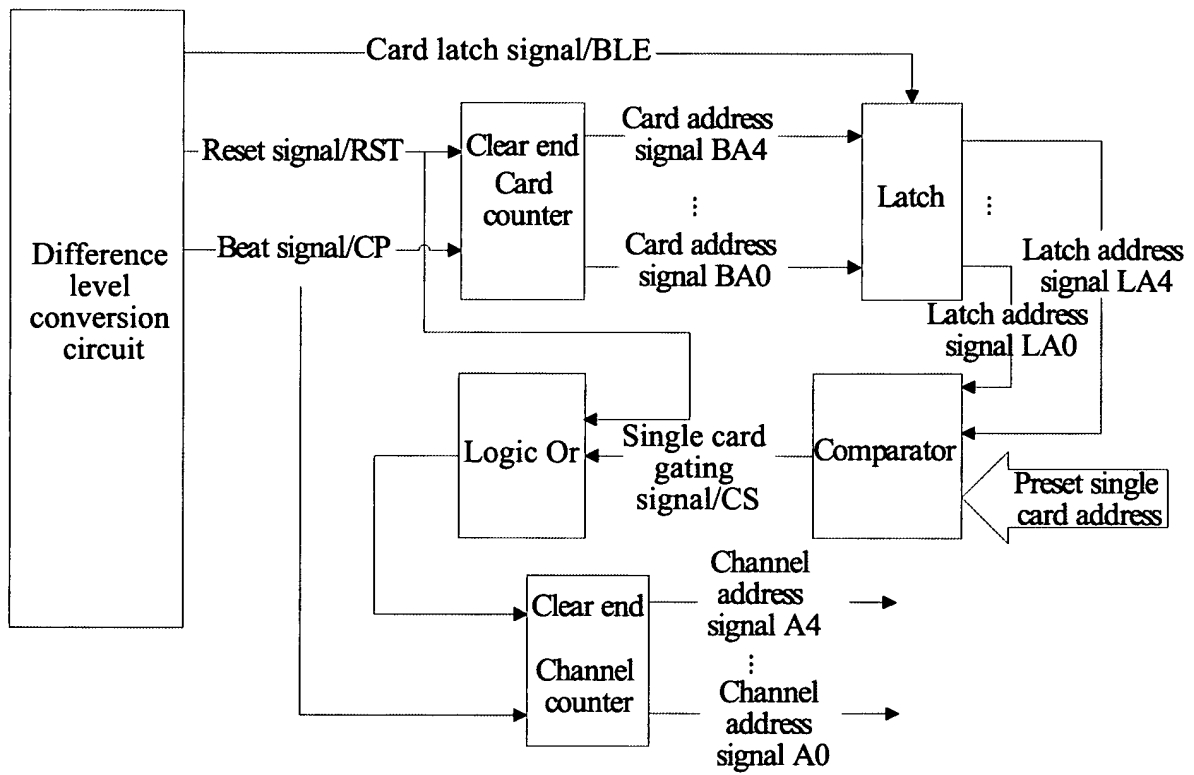 Card latch signal/BLE
Reset signal/RST
Beat signal/CP
Difference
level
conversion
circuit
Clear end
Card
counter
Card address
signal BA4
⋮
Card address
signal BA0
Latch
⋮
Latch address
signal LA4
Latch address
signal LA0
Logic Or
Single card
gating
signal/CS
Comparator
Preset single
card address
Clear end
Channel
counter
Channel
address
signal A4
⋮
Channel
address
signal A0